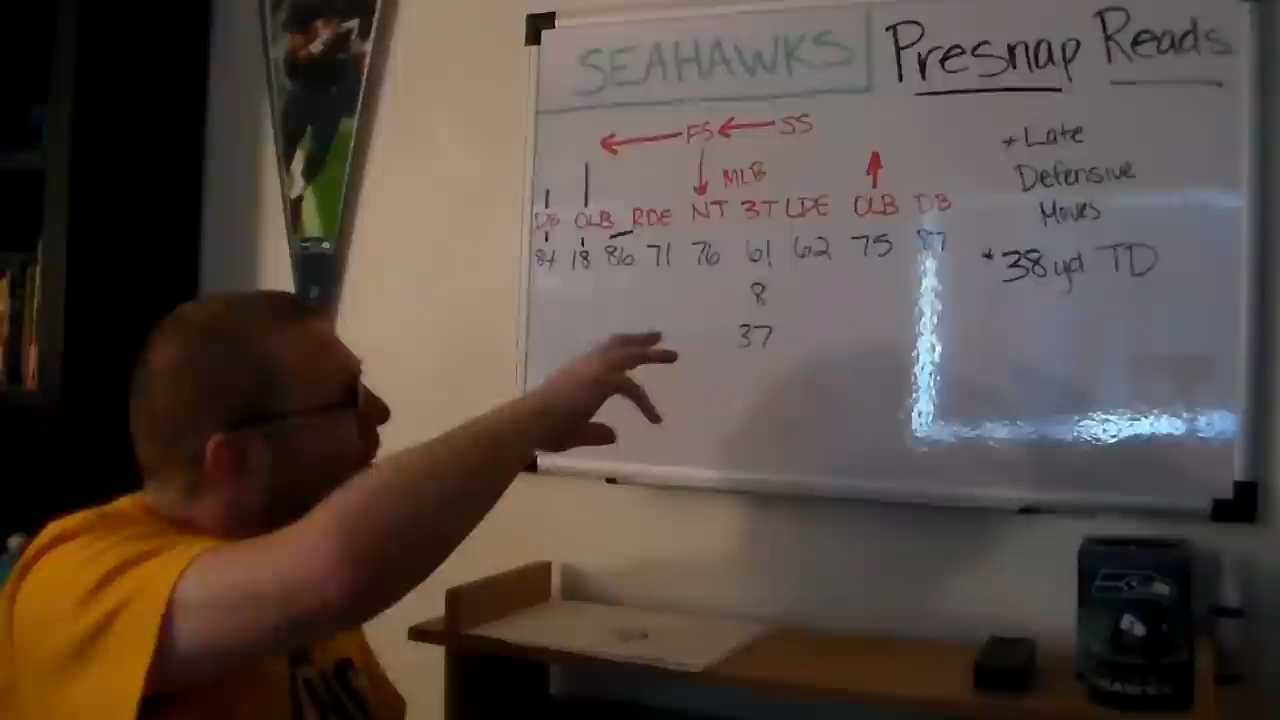 SEAHAWKS
Presnap Reads
FS SS
MLB
DB OLB RDE NT 3T LDE OLB DB
84 18 86 71 76 61 62 75 87
8
37
* Late
Defensive
Moves
* 38 yd TD